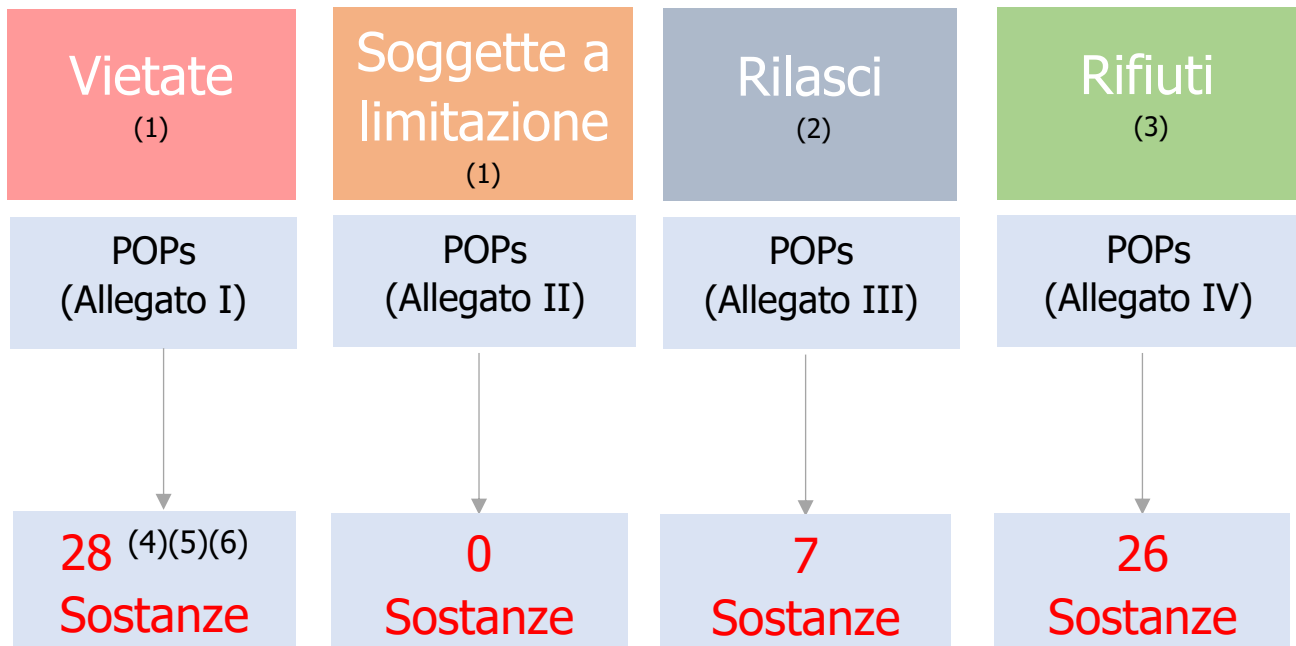 Vietate
(1)
Soggette a
limitazione
(1)
Rilasci
(2)
Rifiuti
(3)
POPs
(Allegato I)
POPs
(Allegato II)
POPs
(Allegato III)
POPs
(Allegato IV)
28 (4)(5)(6)
Sostanze
0
Sostanze
7
Sostanze
26
Sostanze